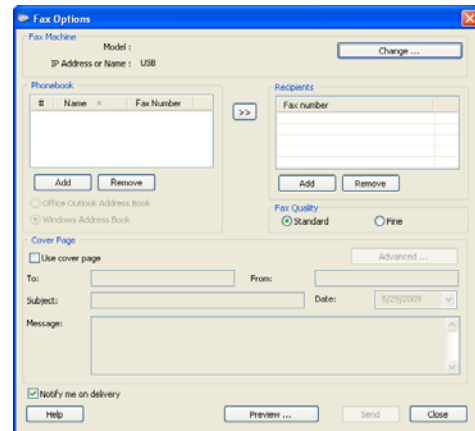 Fax Options
Fax Machine
Model :
Change ...
IP Address or Name : USB
Phonebook
# Name Fax Number
>>
Recipients
Fax number
Add Remove
Add Remove
Office Outlook Address Book
Windows Address Book
Fax Quality
Standard Fine
Cover Page
Use cover page
Advanced ...
To: From:
Subject: Date: 5/29/2009
Message:
Notify me on delivery
Help Preview ... Send Close